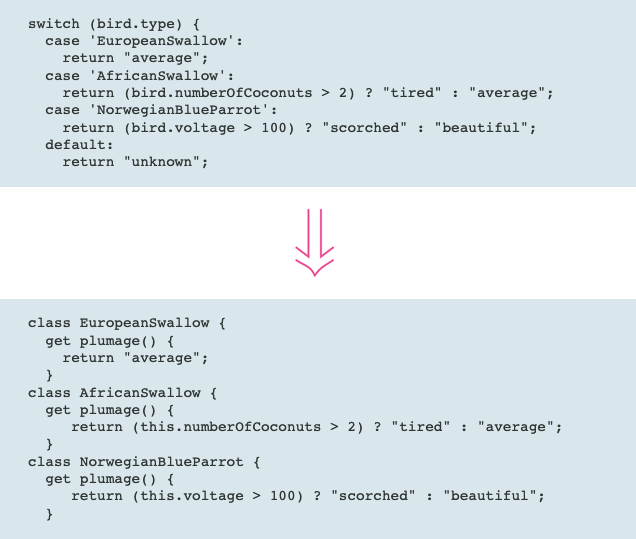 switch (bird.type) {
  case 'EuropeanSwallow':
    return "average";
  case 'AfricanSwallow':
    return (bird.numberOfCoconuts > 2) ? "tired" : "average";
  case 'NorwegianBlueParrot':
    return (bird.voltage > 100) ? "scorched" : "beautiful";
  default:
    return "unknown";
class EuropeanSwallow {
  get plumage() {
    return "average";
  }
class AfricanSwallow {
  get plumage() {
     return (this.numberOfCoconuts > 2) ? "tired" : "average";
  }
class NorwegianBlueParrot {
  get plumage() {
     return (this.voltage > 100) ? "scorched" : "beautiful";
  }